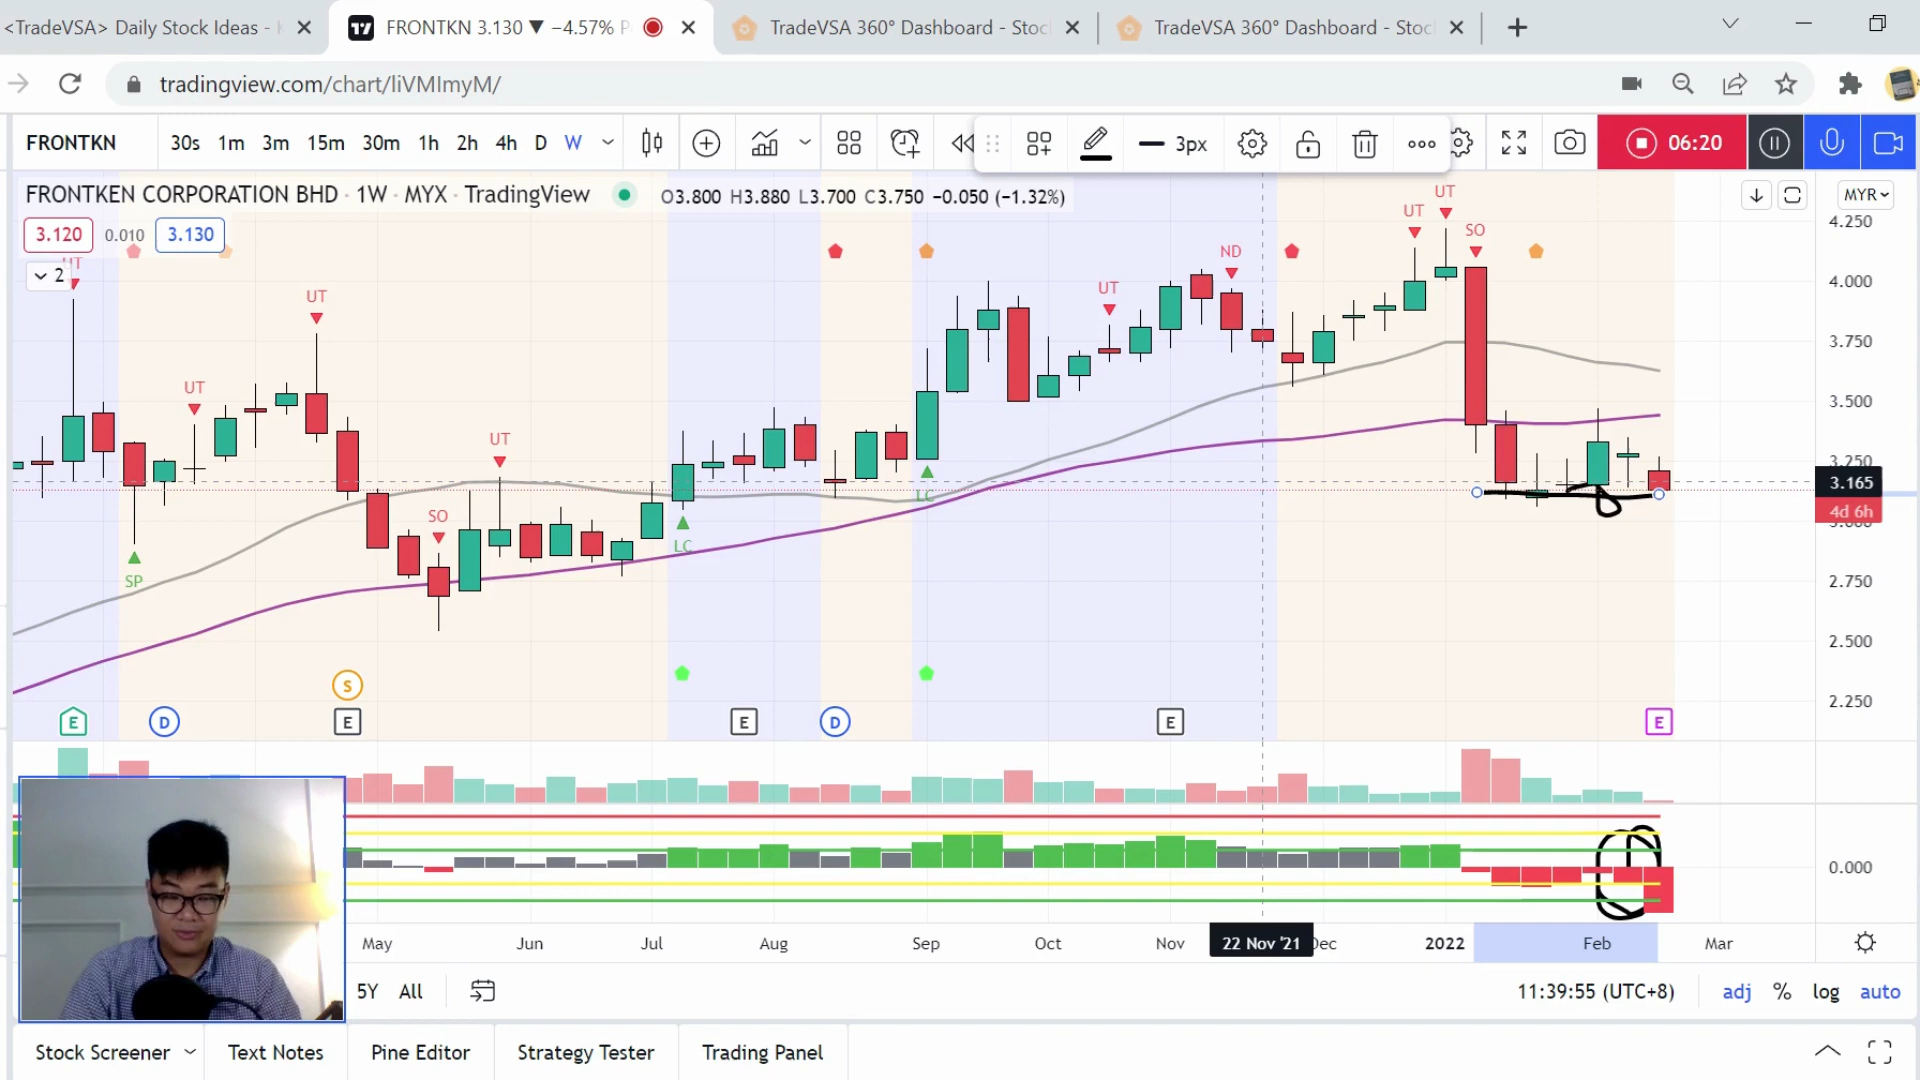 <TradeVSA> Daily Stock Ideas -
FRONTKN 3.130 ▼ −4.57%
TradeVSA 360° Dashboard - Stoc
TradeVSA 360° Dashboard - Stoc
tradingview.com/chart/liVMImyM/
FRONTKN 30s 1m 3m 15m 30m 1h 2h 4h D W 3px 06:20
FRONTKEN CORPORATION BHD · 1W · MYX · TradingView O3.800 H3.880 L3.700 C3.750 −0.050 (−1.32%)
MYR
3.120 0.010 3.130
2
UT
UT
UT
UT
SO
SP
LC
LC
UT
ND
UT
UT
SO
4.250
4.000
3.750
3.500
3.250
3.165
4d 6h
3.000
2.750
2.500
2.250
0.000
S
E D E E D E E
May Jun Jul Aug Sep Oct Nov 22 Nov '21 Dec 2022 Feb Mar
5Y All 11:39:55 (UTC+8) adj % log auto
Stock Screener Text Notes Pine Editor Strategy Tester Trading Panel